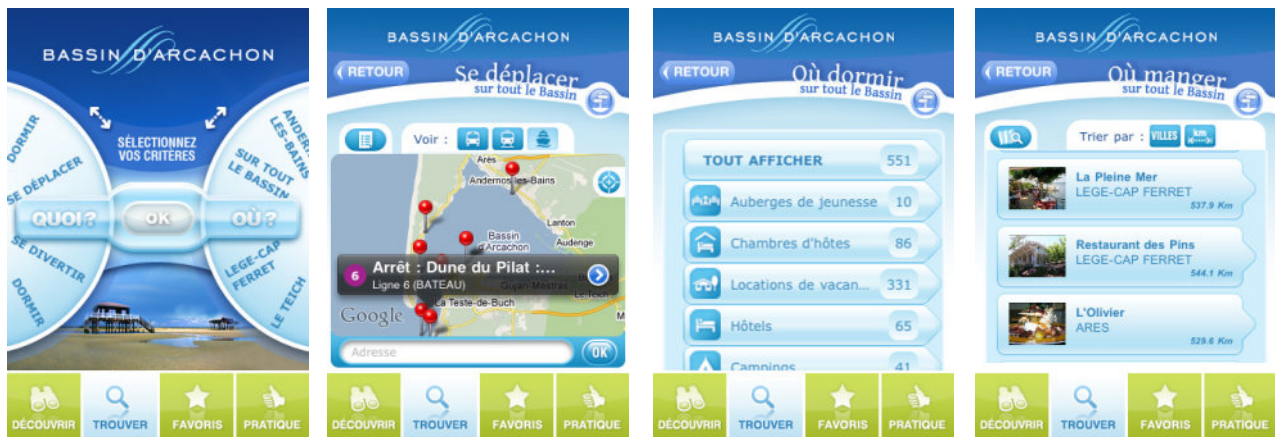 BASSIN D'ARCACHON
SÉLECTIONNEZ
VOS CRITÈRES
DORMIR
SE DÉPLACER
QUOI?
SE DIVERTIR
DORMIR
OK
LES-BAINS
SUR TOUT
LE BASSIN
OÙ?
LEGE-CAP
FERRET
LE TEICH
DÉCOUVRIR
TROUVER
FAVORIS
PRATIQUE
BASSIN D'ARCACHON
RETOUR
Se déplacer
sur tout le Bassin
Voir :
Arès
Andernos-les-Bains
Lanton
Bassin
d'Arcachon
Audenge
6
Arrêt : Dune du Pilat :...
Ligne 6 (BATEAU)
Gujan-Mestras
Le Teich
La Teste-de-Buch
Google
M
Adresse
OK
DÉCOUVRIR
TROUVER
FAVORIS
PRATIQUE
BASSIN D'ARCACHON
RETOUR
Où dormir
sur tout le Bassin
TOUT AFFICHER 551
Auberges de jeunesse 10
Chambres d'hôtes 86
Locations de vacan... 331
Hôtels 65
Campings 41
DÉCOUVRIR
TROUVER
FAVORIS
PRATIQUE
BASSIN D'ARCACHON
RETOUR
Où manger
sur tout le Bassin
Trier par : VILLES km
La Pleine Mer
LEGE-CAP FERRET
537.9 Km
Restaurant des Pins
LEGE-CAP FERRET
544.1 Km
L'Olivier
ARES
529.6 Km
DÉCOUVRIR
TROUVER
FAVORIS
PRATIQUE